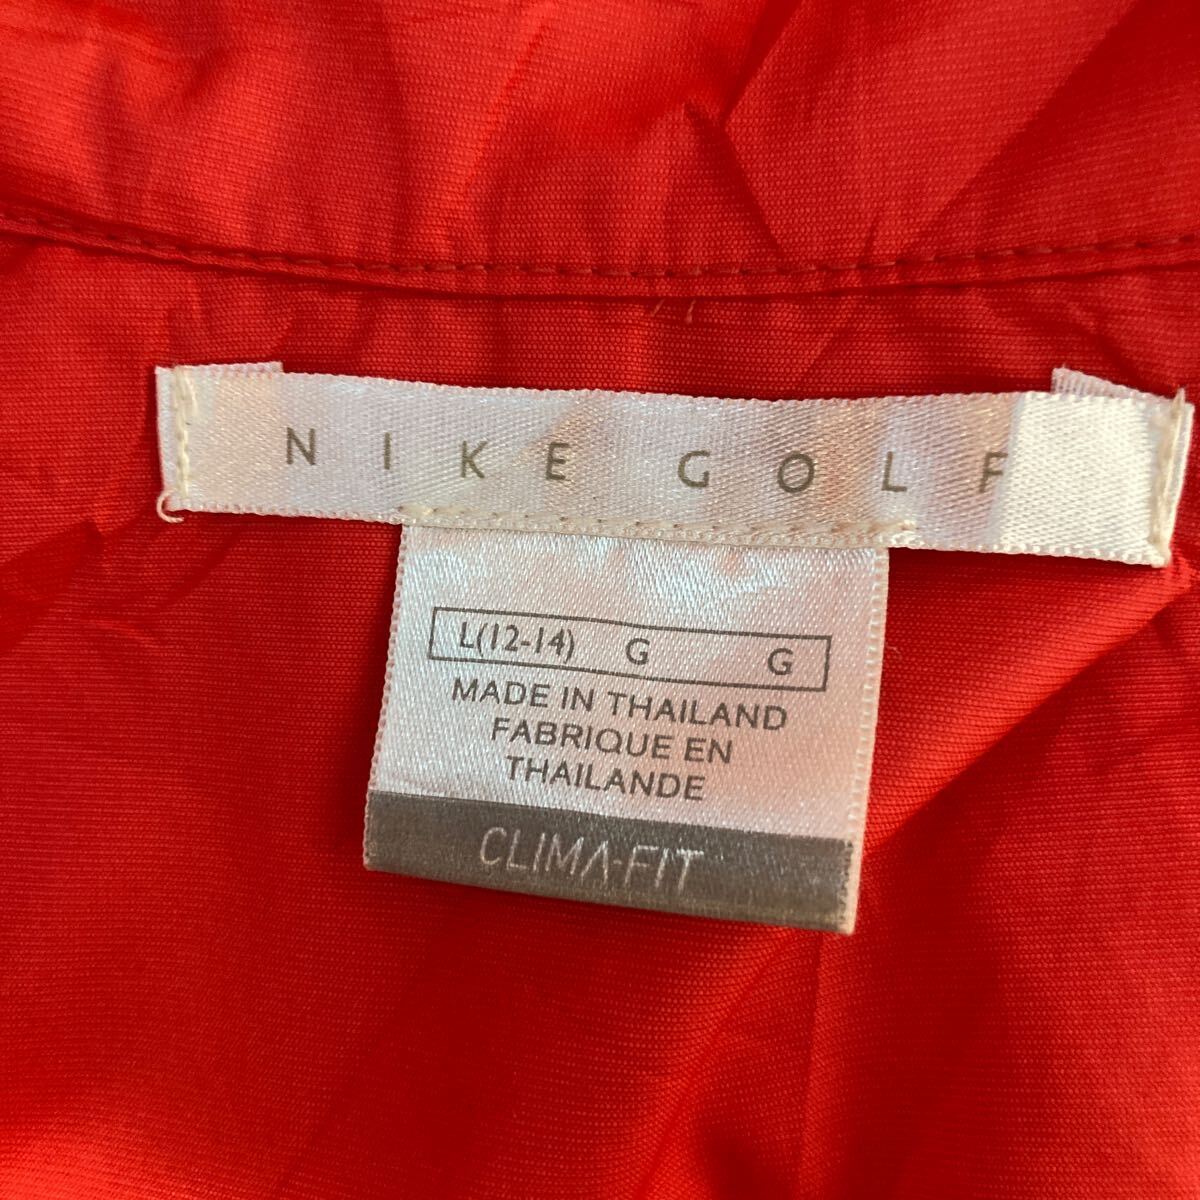 NIKE GOLF
L(12-14) G G
MADE IN THAILAND
FABRIQUE EN
THAILANDE
CLIMA-FIT